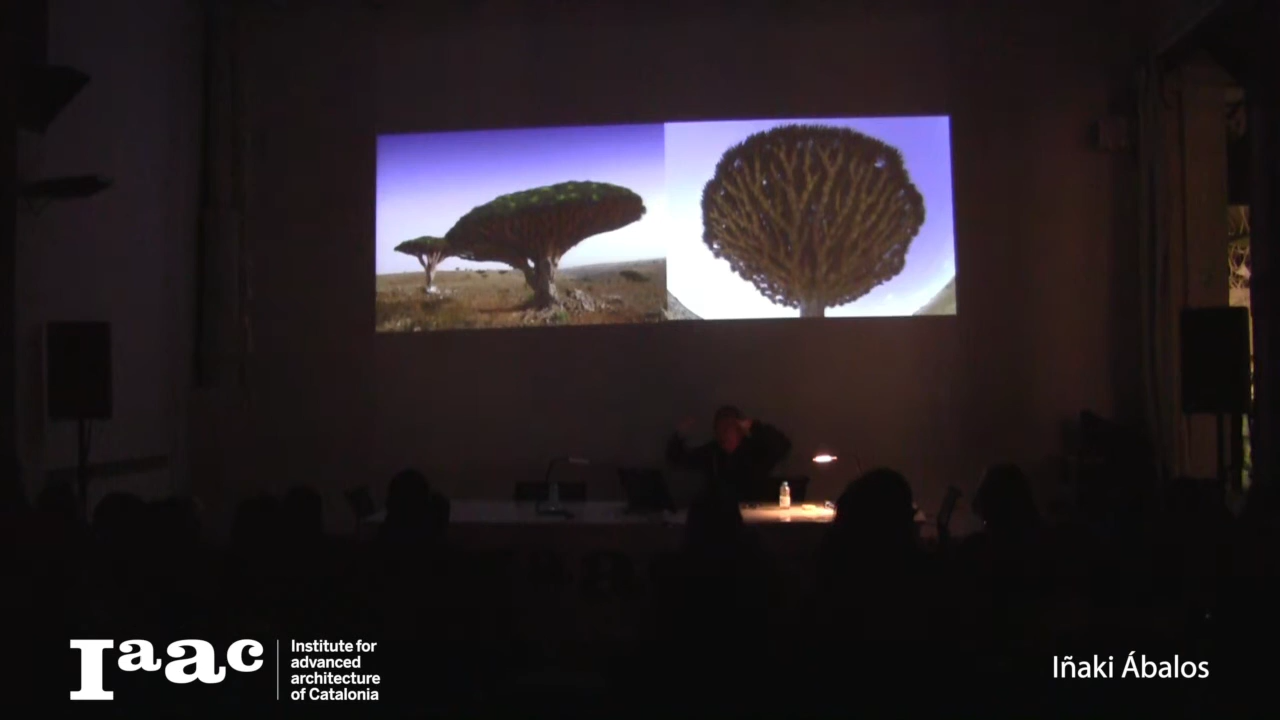 Iaac
Institute for
advanced
architecture
of Catalonia
Iñaki Ábalos